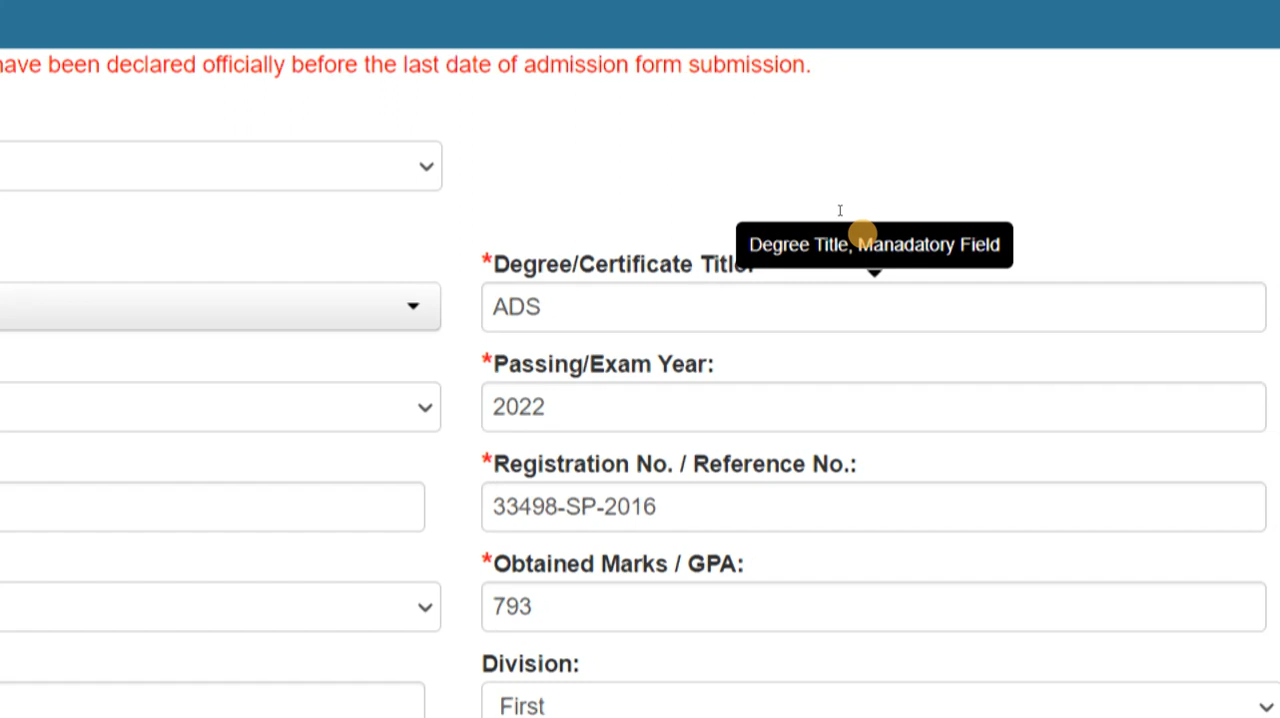 have been declared officially before the last date of admission form submission.
Degree Title, Manadatory Field
*Degree/Certificate Title:
ADS
*Passing/Exam Year:
2022
*Registration No. / Reference No.:
33498-SP-2016
*Obtained Marks / GPA:
793
Division:
First